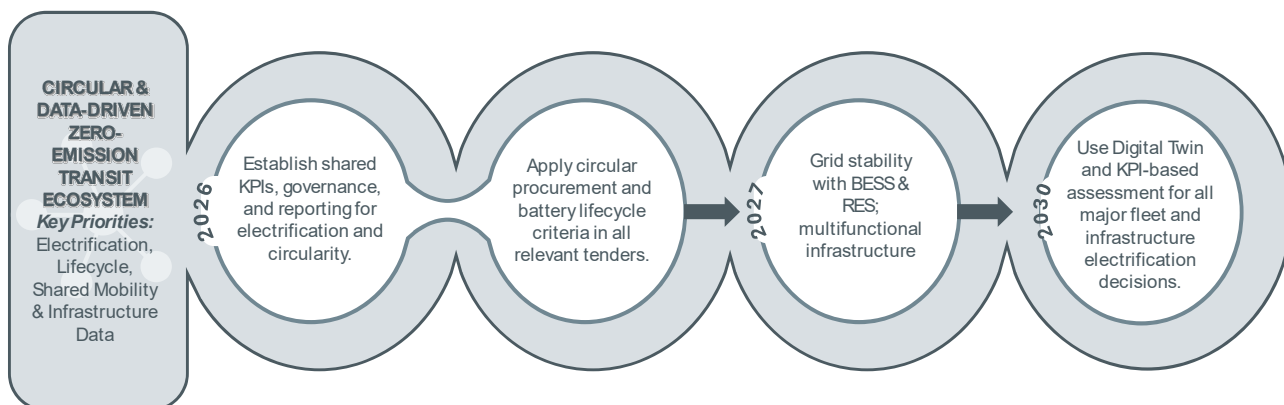 CIRCULAR &
DATA-DRIVEN
ZERO-
EMISSION
TRANSIT
ECOSYSTEM
Key Priorities:
Electrification,
Lifecycle,
Shared Mobility
& Infrastructure
Data
2026
Establish shared
KPIs, governance,
and reporting for
electrification and
circularity.
Apply circular
procurement and
battery lifecycle
criteria in all
relevant tenders.
2027
Grid stability
with BESS &
RES;
multifunctional
infrastructure
2030
Use Digital Twin
and KPI-based
assessment for all
major fleet and
infrastructure
electrification
decisions.